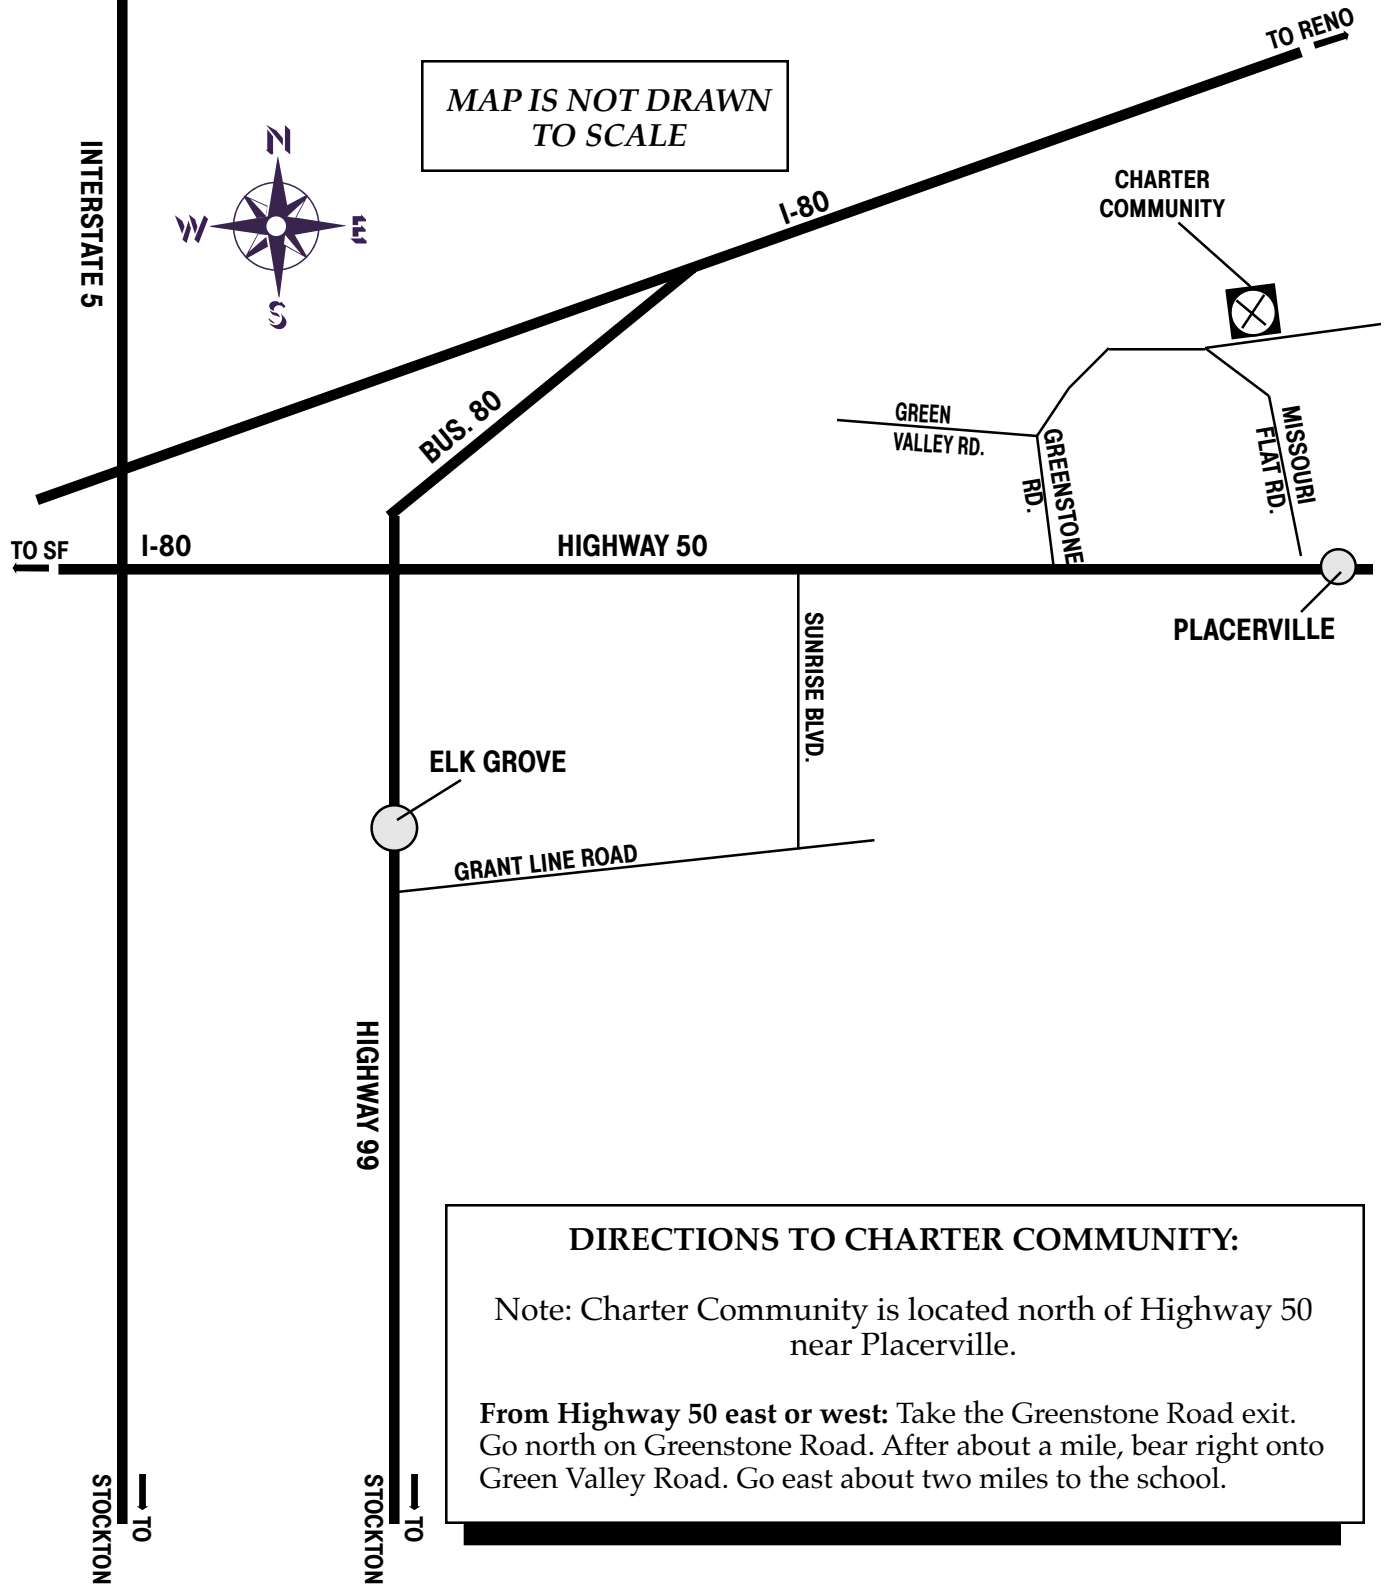 TO RENO
MAP IS NOT DRAWN
TO SCALE
N
W
E
S
INTERSTATE 5
I-80
CHARTER
COMMUNITY
BUS. 80
GREEN
VALLEY RD.
GREENSTONE
RD.
MISSOURI
FLAT RD.
TO SF
I-80
HIGHWAY 50
PLACERVILLE
SUNRISE BLVD.
ELK GROVE
GRANT LINE ROAD
HIGHWAY 99
DIRECTIONS TO CHARTER COMMUNITY:
Note: Charter Community is located north of Highway 50
near Placerville.
From Highway 50 east or west: Take the Greenstone Road exit.
Go north on Greenstone Road. After about a mile, bear right onto
Green Valley Road. Go east about two miles to the school.
TO
STOCKTON
TO
STOCKTON